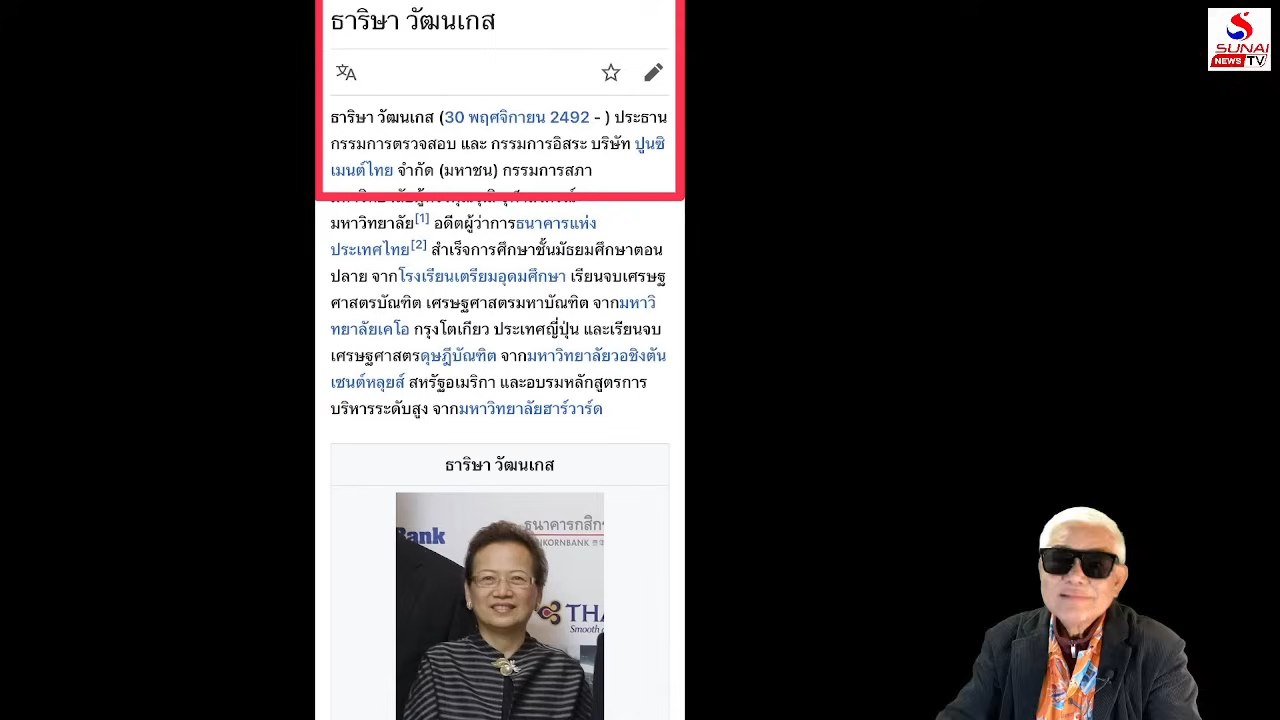 ธาริษา วัฒนเกส
ธาริษา วัฒนเกส (30 พฤศจิกายน 2492 - ) ประธาน
กรรมการตรวจสอบ และ กรรมการอิสระ บริษัท ปูนซิ
เมนต์ไทย จำกัด (มหาชน) กรรมการสภา
มหาวิทยาลัย[1] อดีตผู้ว่าการธนาคารแห่ง
ประเทศไทย[2] สำเร็จการศึกษาชั้นมัธยมศึกษาตอน
ปลาย จากโรงเรียนเตรียมอุดมศึกษา เรียนจบเศรษฐ
ศาสตรบัณฑิต เศรษฐศาสตรมหาบัณฑิต จากมหาวิ
ทยาลัยเคโอ กรุงโตเกียว ประเทศญี่ปุ่น และเรียนจบ
เศรษฐศาสตรดุษฎีบัณฑิต จากมหาวิทยาลัยวอชิงตัน
เซนต์หลุยส์ สหรัฐอเมริกา และอบรมหลักสูตรการ
บริหารระดับสูง จากมหาวิทยาลัยฮาร์วาร์ด
ธาริษา วัฒนเกส
ธนาคารกสิกร
Bank
THA
Smooth
SUNAI
NEWS TV